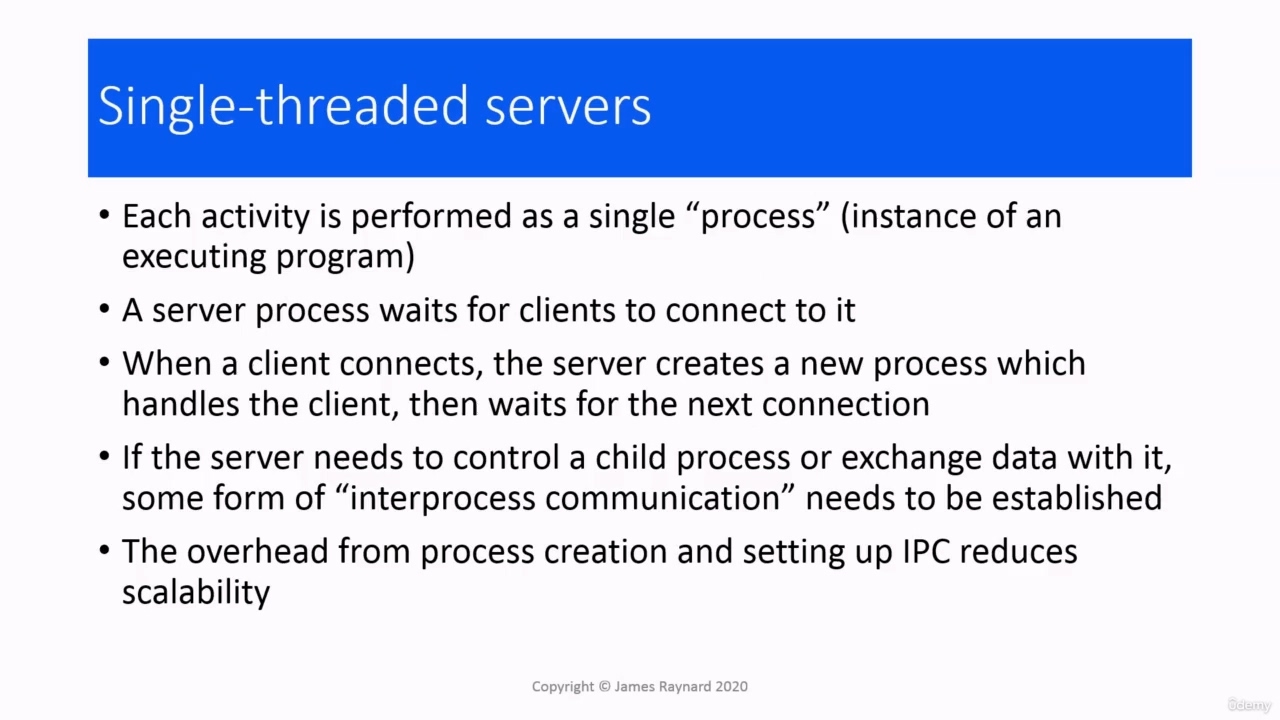 Single-threaded servers
• Each activity is performed as a single “process” (instance of an
executing program)
• A server process waits for clients to connect to it
• When a client connects, the server creates a new process which
handles the client, then waits for the next connection
• If the server needs to control a child process or exchange data with it,
some form of “interprocess communication” needs to be established
• The overhead from process creation and setting up IPC reduces
scalability
Copyright © James Raynard 2020
ûdemy